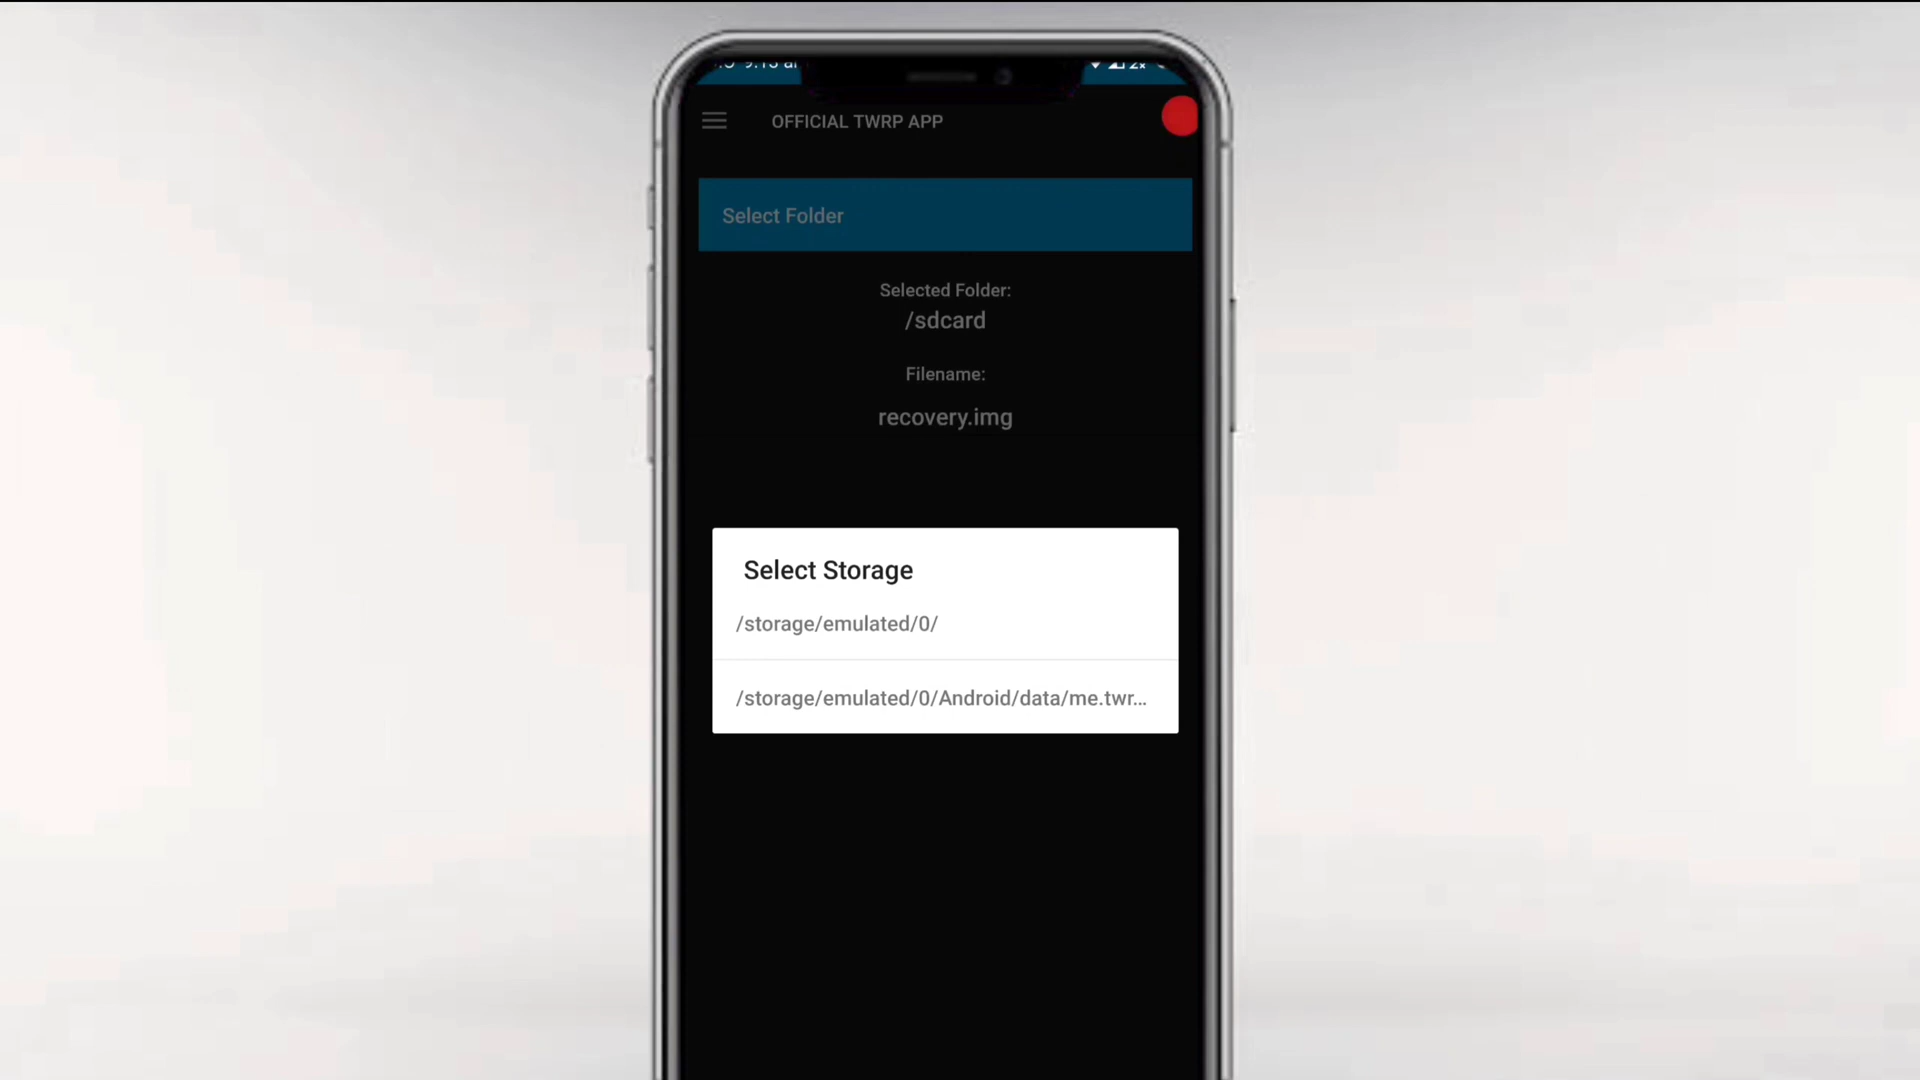 OFFICIAL TWRP APP
Select Folder
Selected Folder:
/sdcard
Filename:
recovery.img
Select Storage
/storage/emulated/0/
/storage/emulated/0/Android/data/me.twr...